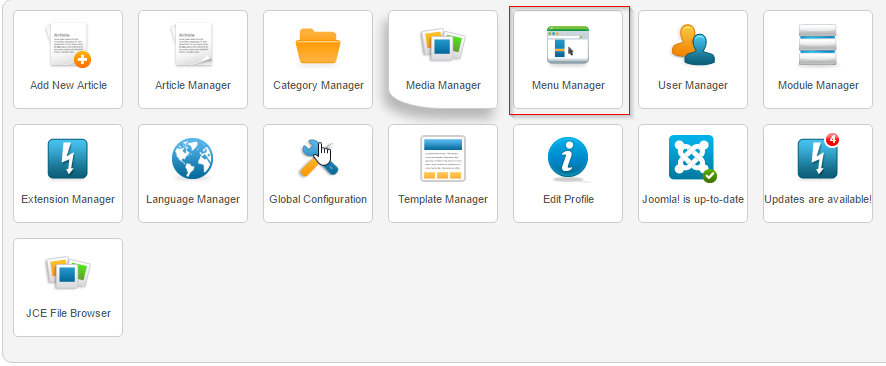 Add New Article
Article Manager
Category Manager
Media Manager
Menu Manager
User Manager
Module Manager
Extension Manager
Language Manager
Global Configuration
Template Manager
Edit Profile
Joomla! is up-to-date
4
Updates are available!
JCE File Browser